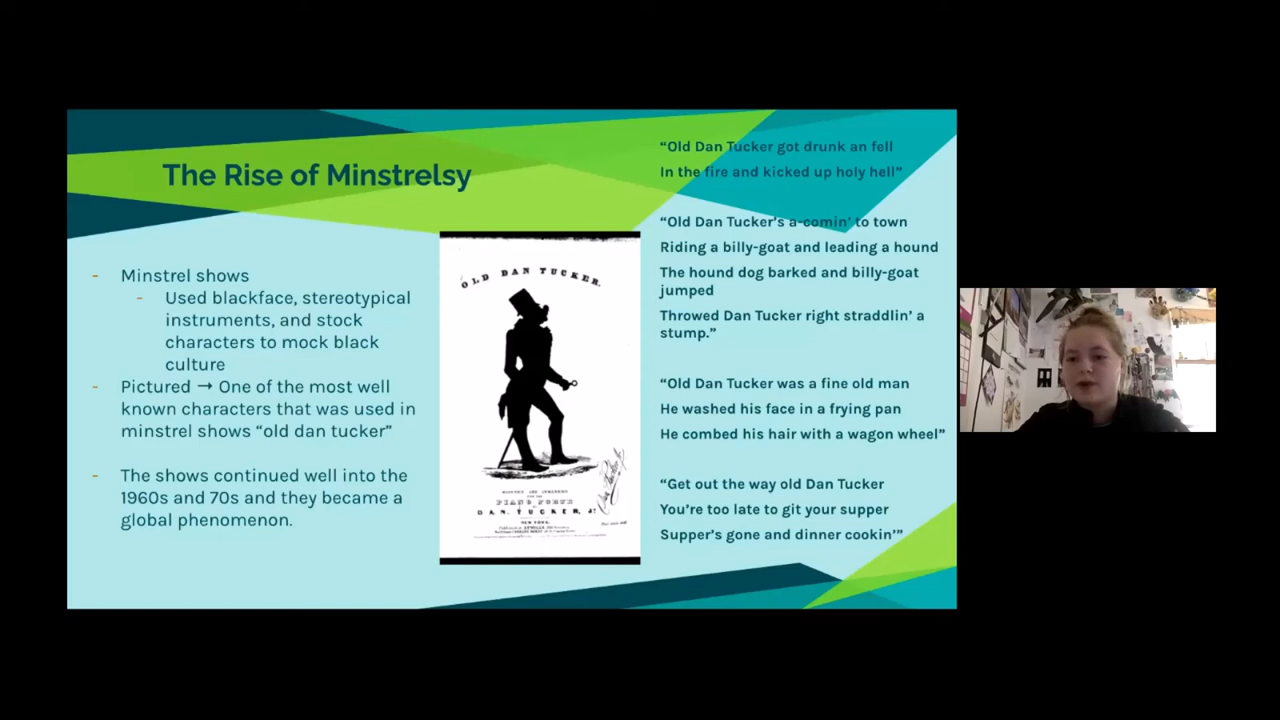 The Rise of Minstrelsy
- Minstrel shows
- Used blackface, stereotypical
instruments, and stock
characters to mock black
culture
- Pictured → One of the most well
known characters that was used in
minstrel shows “old dan tucker”
- The shows continued well into the
1960s and 70s and they became a
global phenomenon.
OLD DAN TUCKER.
PIANO FORTE
DAN. TUCKER, J!
NEW YORK.
“Old Dan Tucker got drunk an fell
In the fire and kicked up holy hell”
“Old Dan Tucker's a-comin’ to town
Riding a billy-goat and leading a hound
The hound dog barked and billy-goat
jumped
Throwed Dan Tucker right straddlin’ a
stump.”
“Old Dan Tucker was a fine old man
He washed his face in a frying pan
He combed his hair with a wagon wheel”
“Get out the way old Dan Tucker
You’re too late to git your supper
Supper’s gone and dinner cookin’”